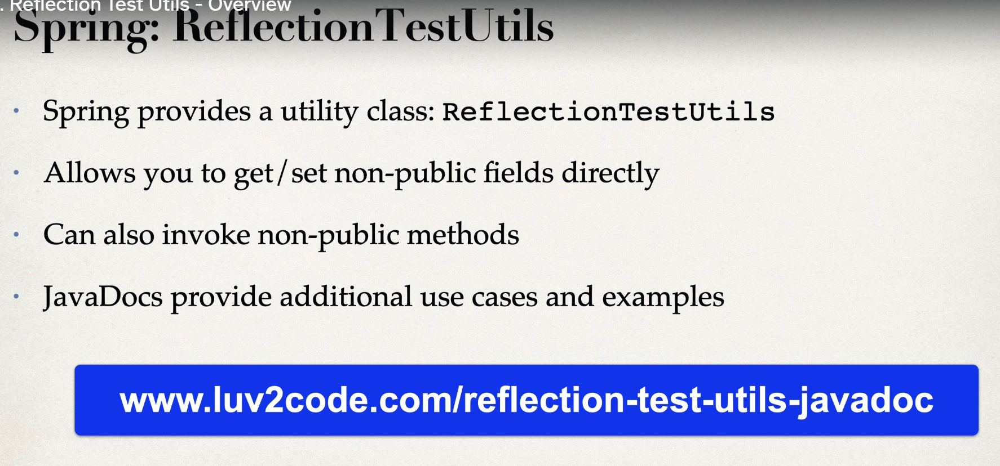 . Reflection Test Utils - Overview
Spring: ReflectionTestUtils
• Spring provides a utility class: ReflectionTestUtils
• Allows you to get/set non-public fields directly
• Can also invoke non-public methods
• JavaDocs provide additional use cases and examples
www.luv2code.com/reflection-test-utils-javadoc